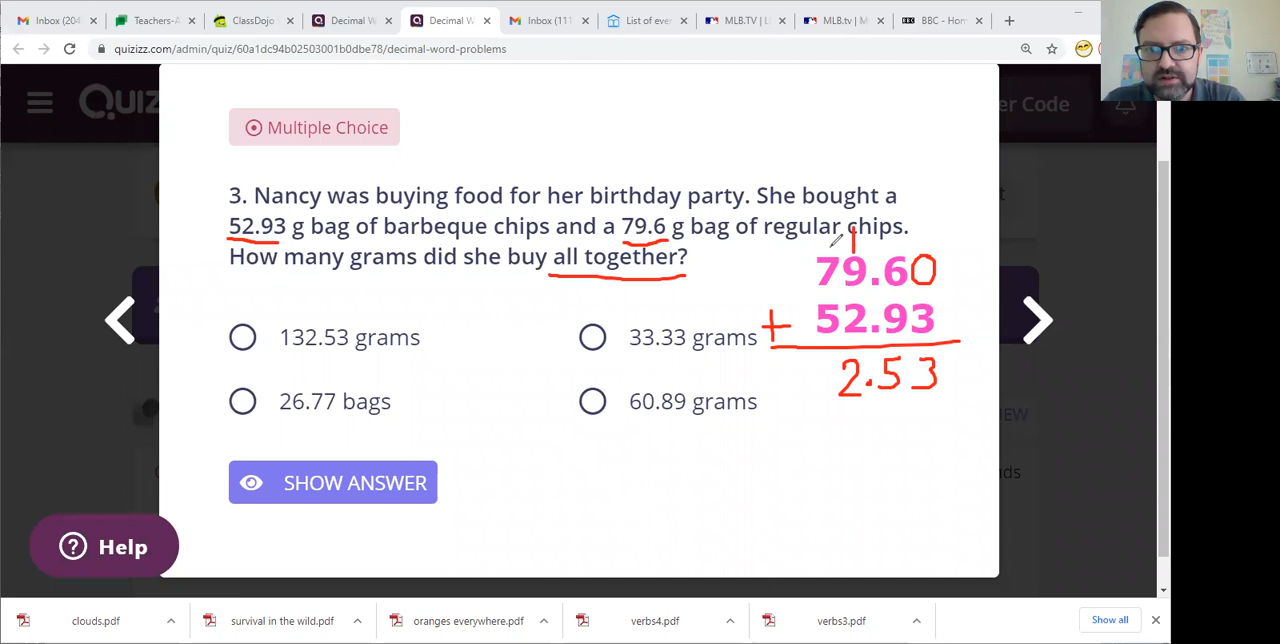 Inbox (204
Teachers-A
ClassDojo
Decimal W
Decimal W
Inbox (111
List of ever
MLB.TV | L
MLB.tv | M
BBC - Hom
quizizz.com/admin/quiz/60a1dc94b02503001b0dbe78/decimal-word-problems
Quiz
er Code
Multiple Choice
3. Nancy was buying food for her birthday party. She bought a
52.93 g bag of barbeque chips and a 79.6 g bag of regular chips.
How many grams did she buy all together?
1
79.60
+ 52.93
2.53
132.53 grams
33.33 grams
26.77 bags
60.89 grams
SHOW ANSWER
Help
clouds.pdf
survival in the wild.pdf
oranges everywhere.pdf
verbs4.pdf
verbs3.pdf
Show all